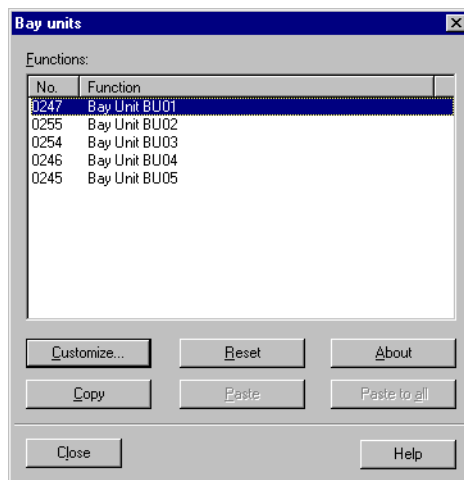 Bay units
Functions:
No. Function
0247 Bay Unit BU01
0255 Bay Unit BU02
0254 Bay Unit BU03
0246 Bay Unit BU04
0245 Bay Unit BU05
Customize... Reset About
Copy Paste Paste to all
Close Help